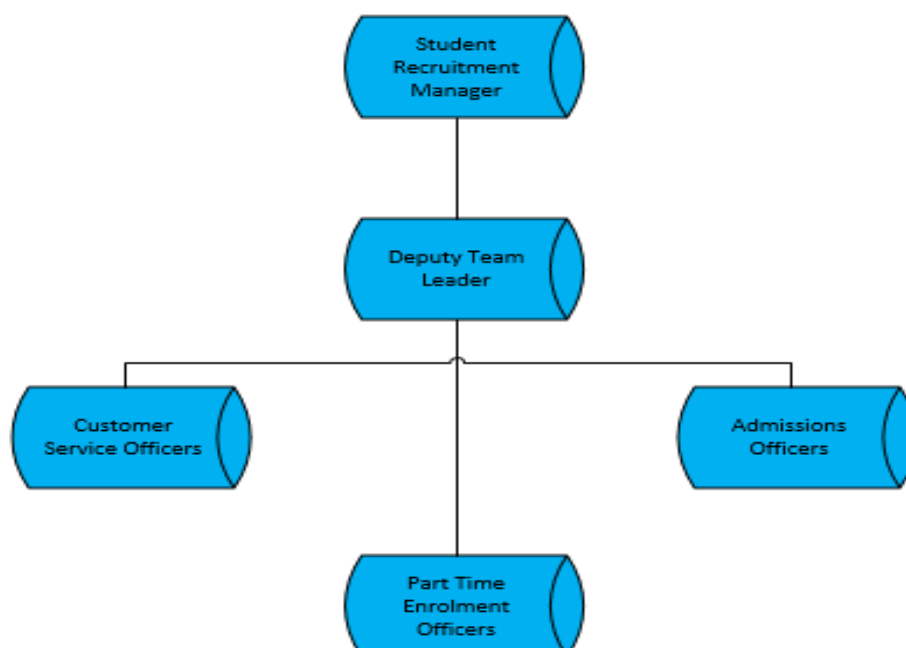 Student
Recruitment
Manager
Deputy Team
Leader
Customer
Service Officers
Admissions
Officers
Part Time
Enrolment
Officers